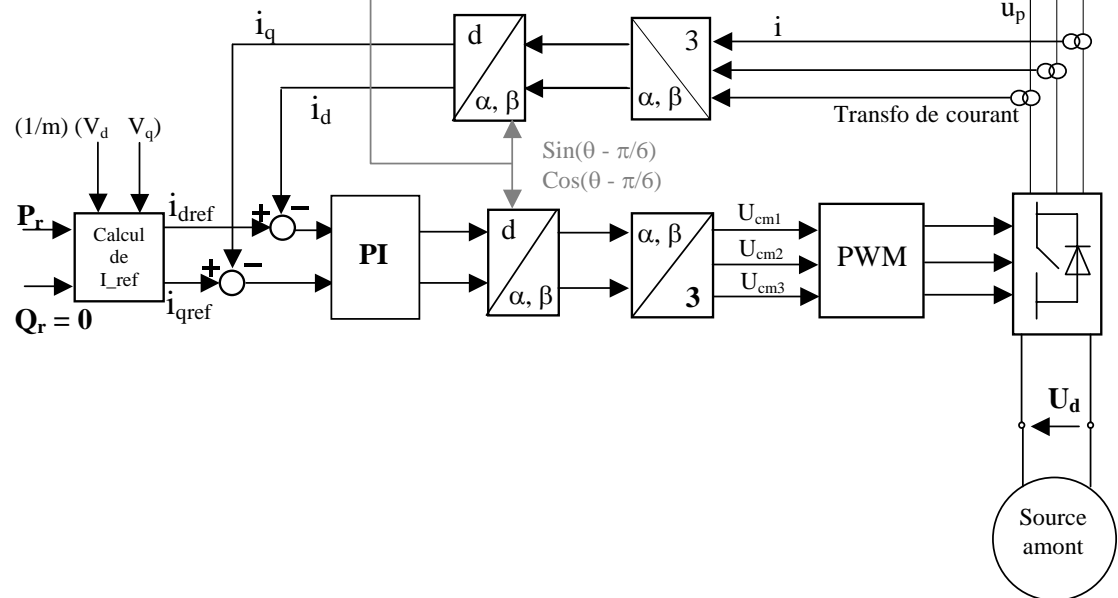 i_q
d
α, β
3
α, β
i
u_p
i_d
Transfo de courant
(1/m) (V_d V_q)
Sin(θ - π/6)
Cos(θ - π/6)
P_r
i_dref
+
−
Calcul
de
I_ref
PI
d
α, β
α, β
3
U_cm1
U_cm2
U_cm3
PWM
+
−
i_qref
Q_r = 0
U_d
Source
amont